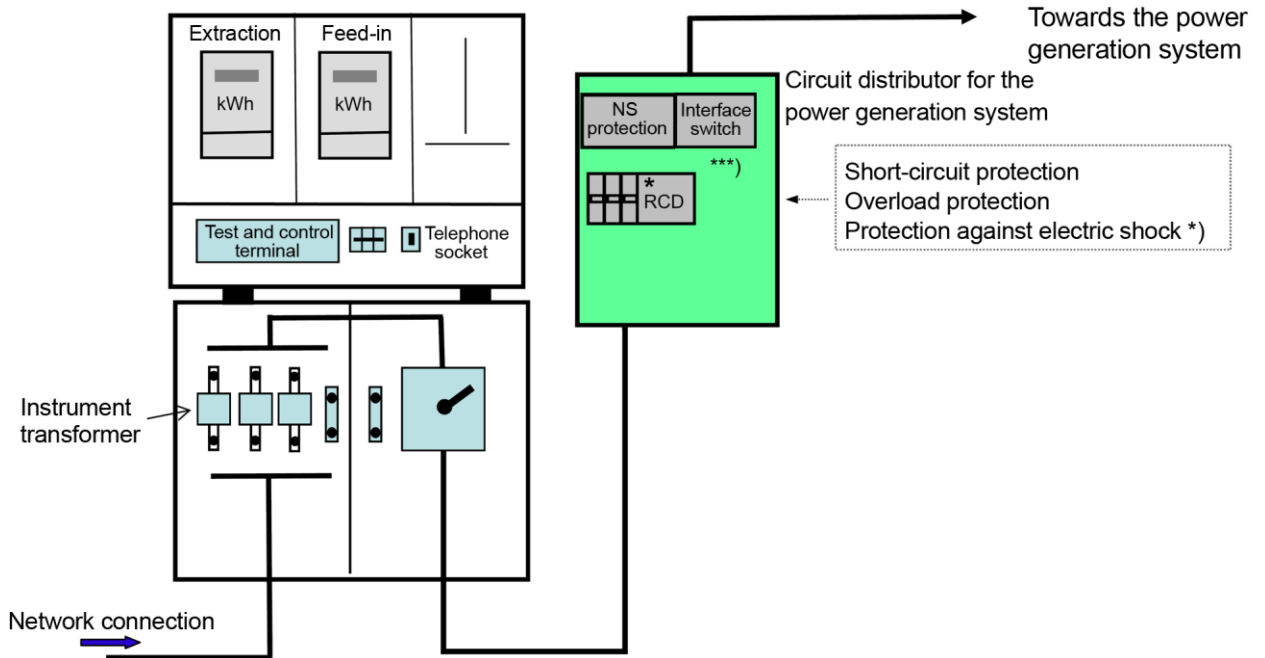 Extraction
Feed-in
kWh
kWh
Test and control
terminal
Telephone
socket
Instrument
transformer
Network connection
Towards the power
generation system
Circuit distributor for the
power generation system
NS
protection
Interface
switch
***)
*
RCD
Short-circuit protection
Overload protection
Protection against electric shock *)